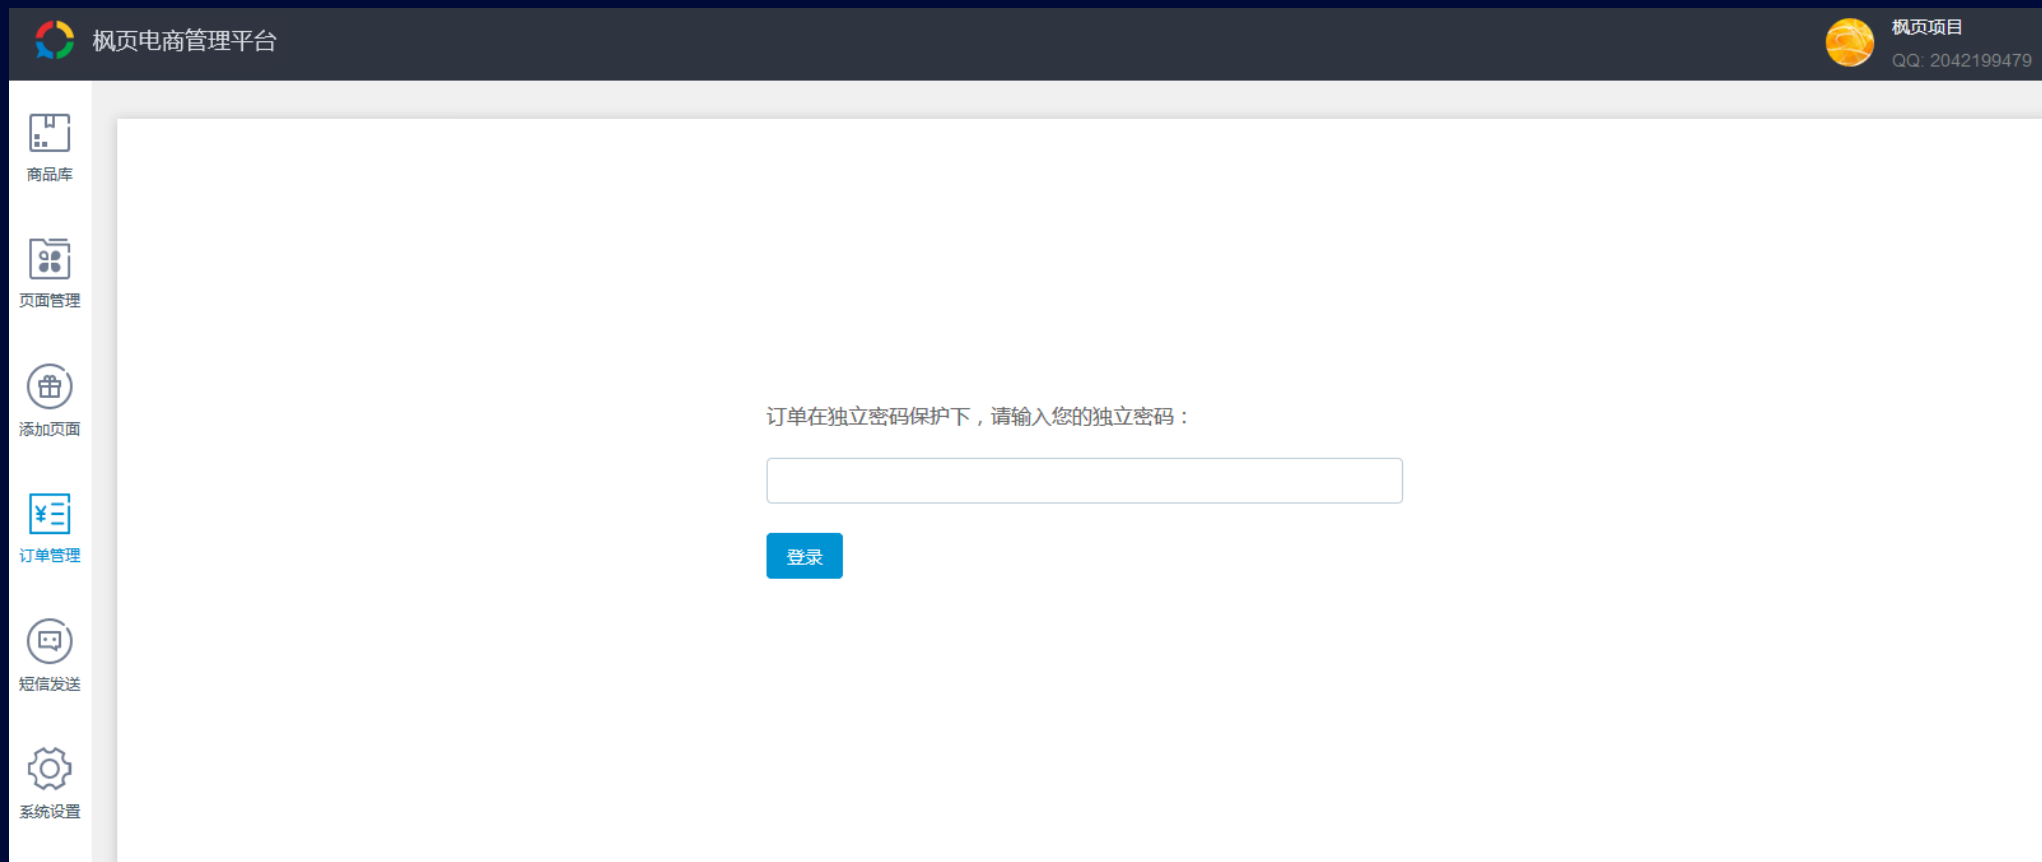 枫页电商管理平台
枫页项目
QQ: 2042199479
商品库
页面管理
添加页面
订单管理
短信发送
系统设置
订单在独立密码保护下，请输入您的独立密码：
登录